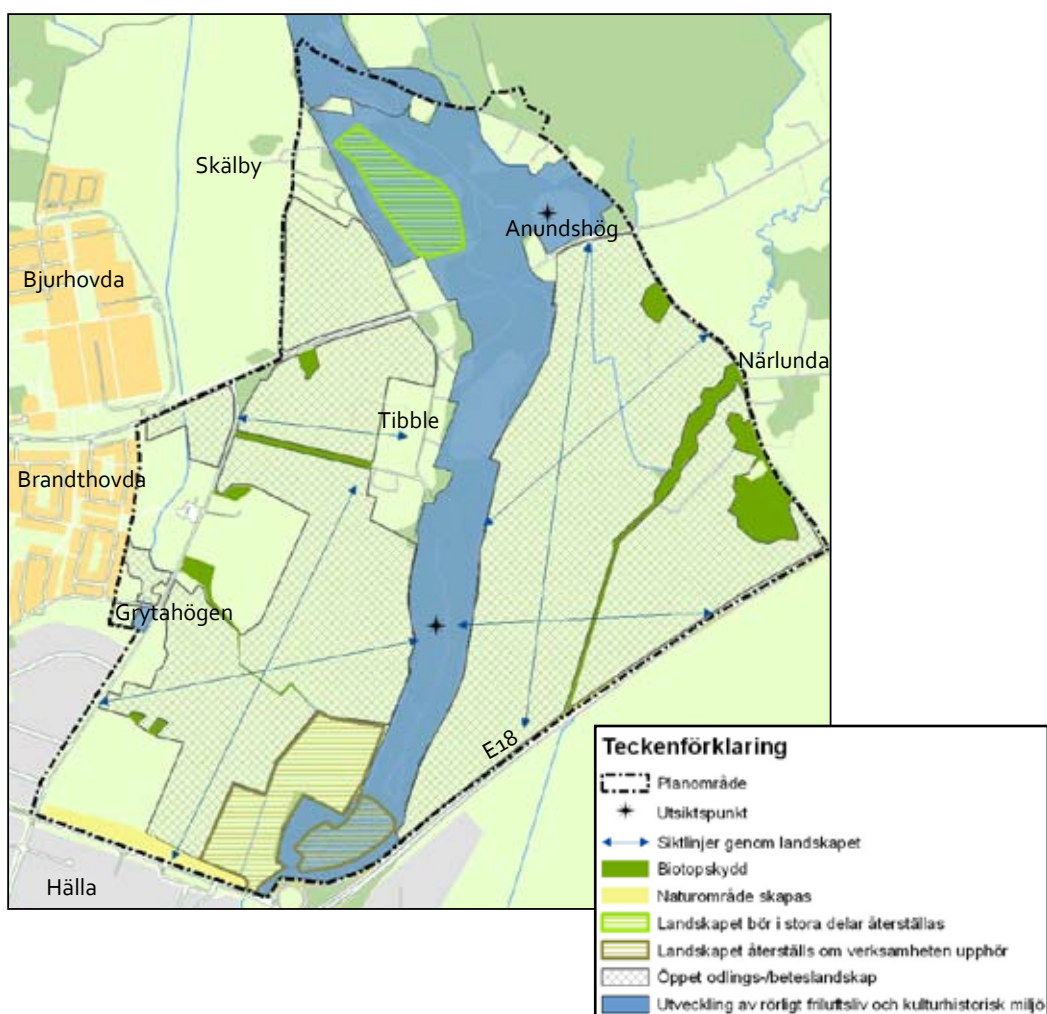 Skälby
Anundshög
Bjurhovda
Närlunda
Tibble
Brandthovda
Grytahögen
E18
Hälla
Teckenförklaring
Planområde
Utsiktspunkt
Siktlinjer genom landskapet
Biotopskydd
Naturområde skapas
Landskapet bör i stora delar återställas
Landskapet återställs om verksamheten upphör
Öppet odlings-/beteslandskap
Utveckling av rörligt friluftsliv och kulturhistorisk miljö